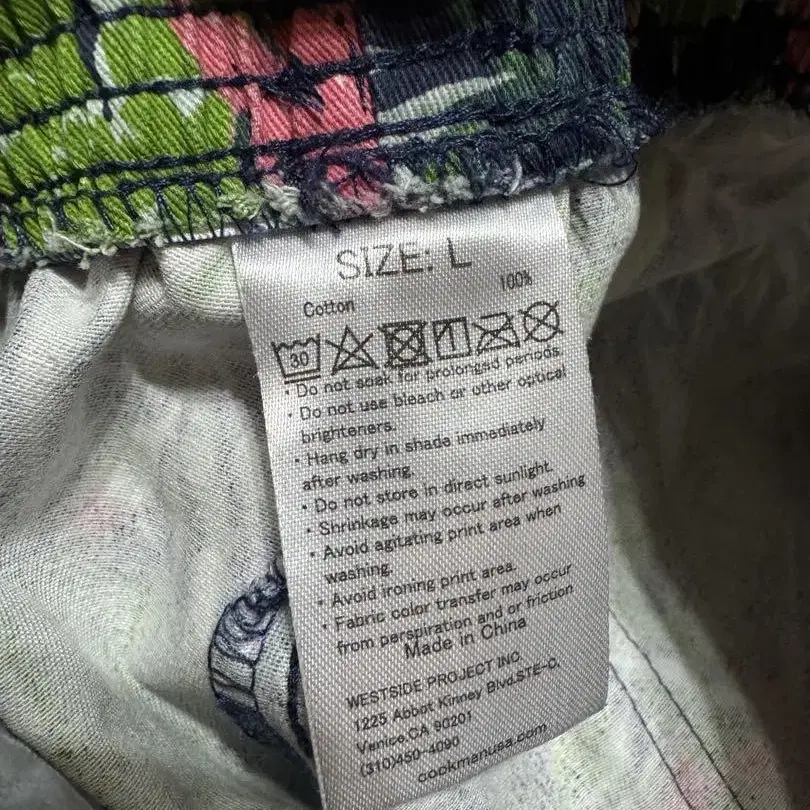 SIZE: L
Cotton 100%
30
• Do not soak for prolonged periods.
• Do not use bleach or other optical
brighteners.
• Hang dry in shade immediately
after washing
• Do not store in direct sunlight.
• Shrinkage may occur after washing
• Avoid agitating print area when
washing.
• Avoid ironing print area.
• Fabric color transfer may occur
from perspiration and or friction
Made in China
WESTSIDE PROJECT INC
1225 Abbot Kinney Blvd.STE-C,
Venice,CA 90201
(310)450-4090
cookmanusa.com